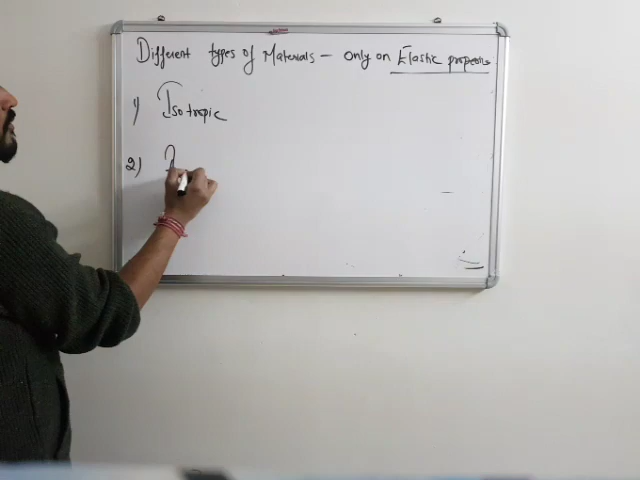 Different types of Materials - only on Elastic properties
1) Isotropic
2)